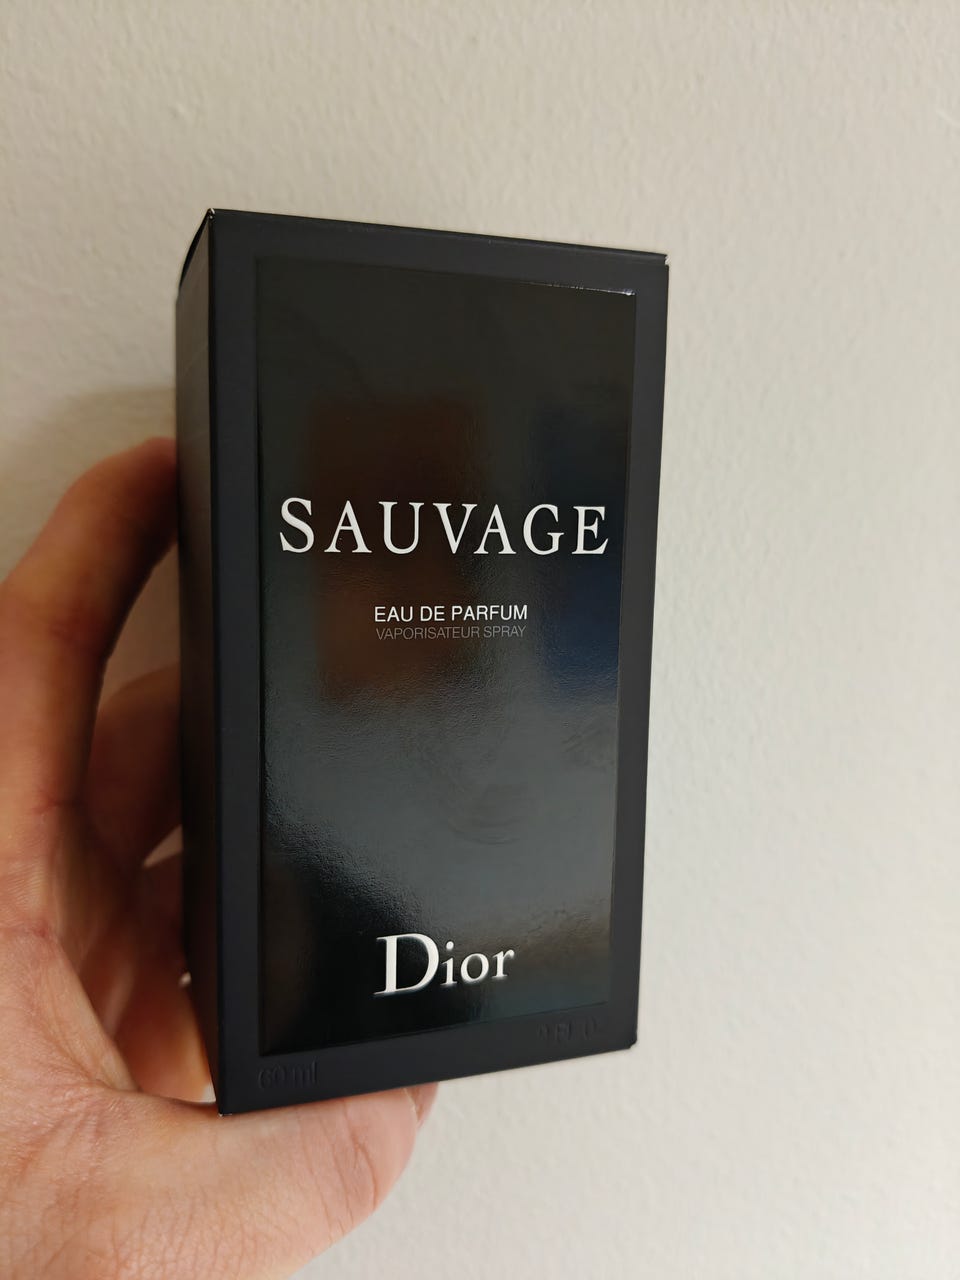 SAUVAGE
EAU DE PARFUM
VAPORISATEUR SPRAY
Dior
60 ml